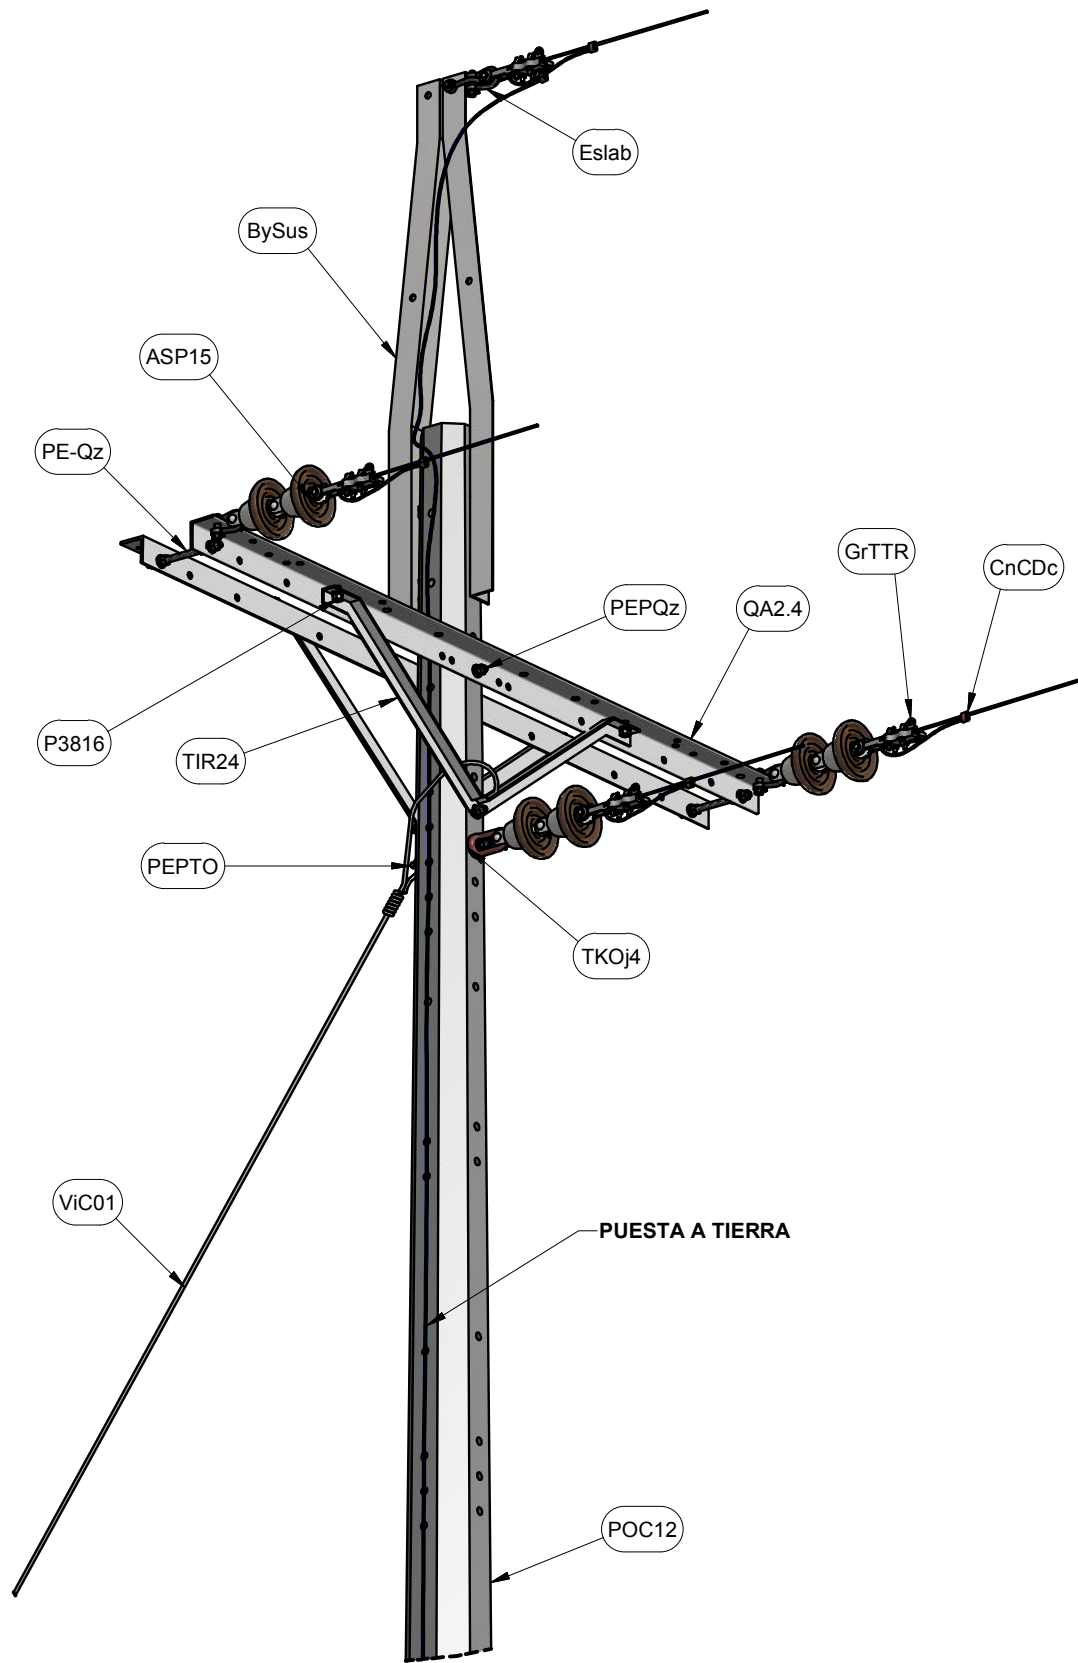 Eslab
BySus
ASP15
PE-Qz
GrTTR
CnCDc
PEPQz
QA2.4
P3816
TIR24
PEPTO
TKOj4
ViC01
PUESTA A TIERRA
POC12